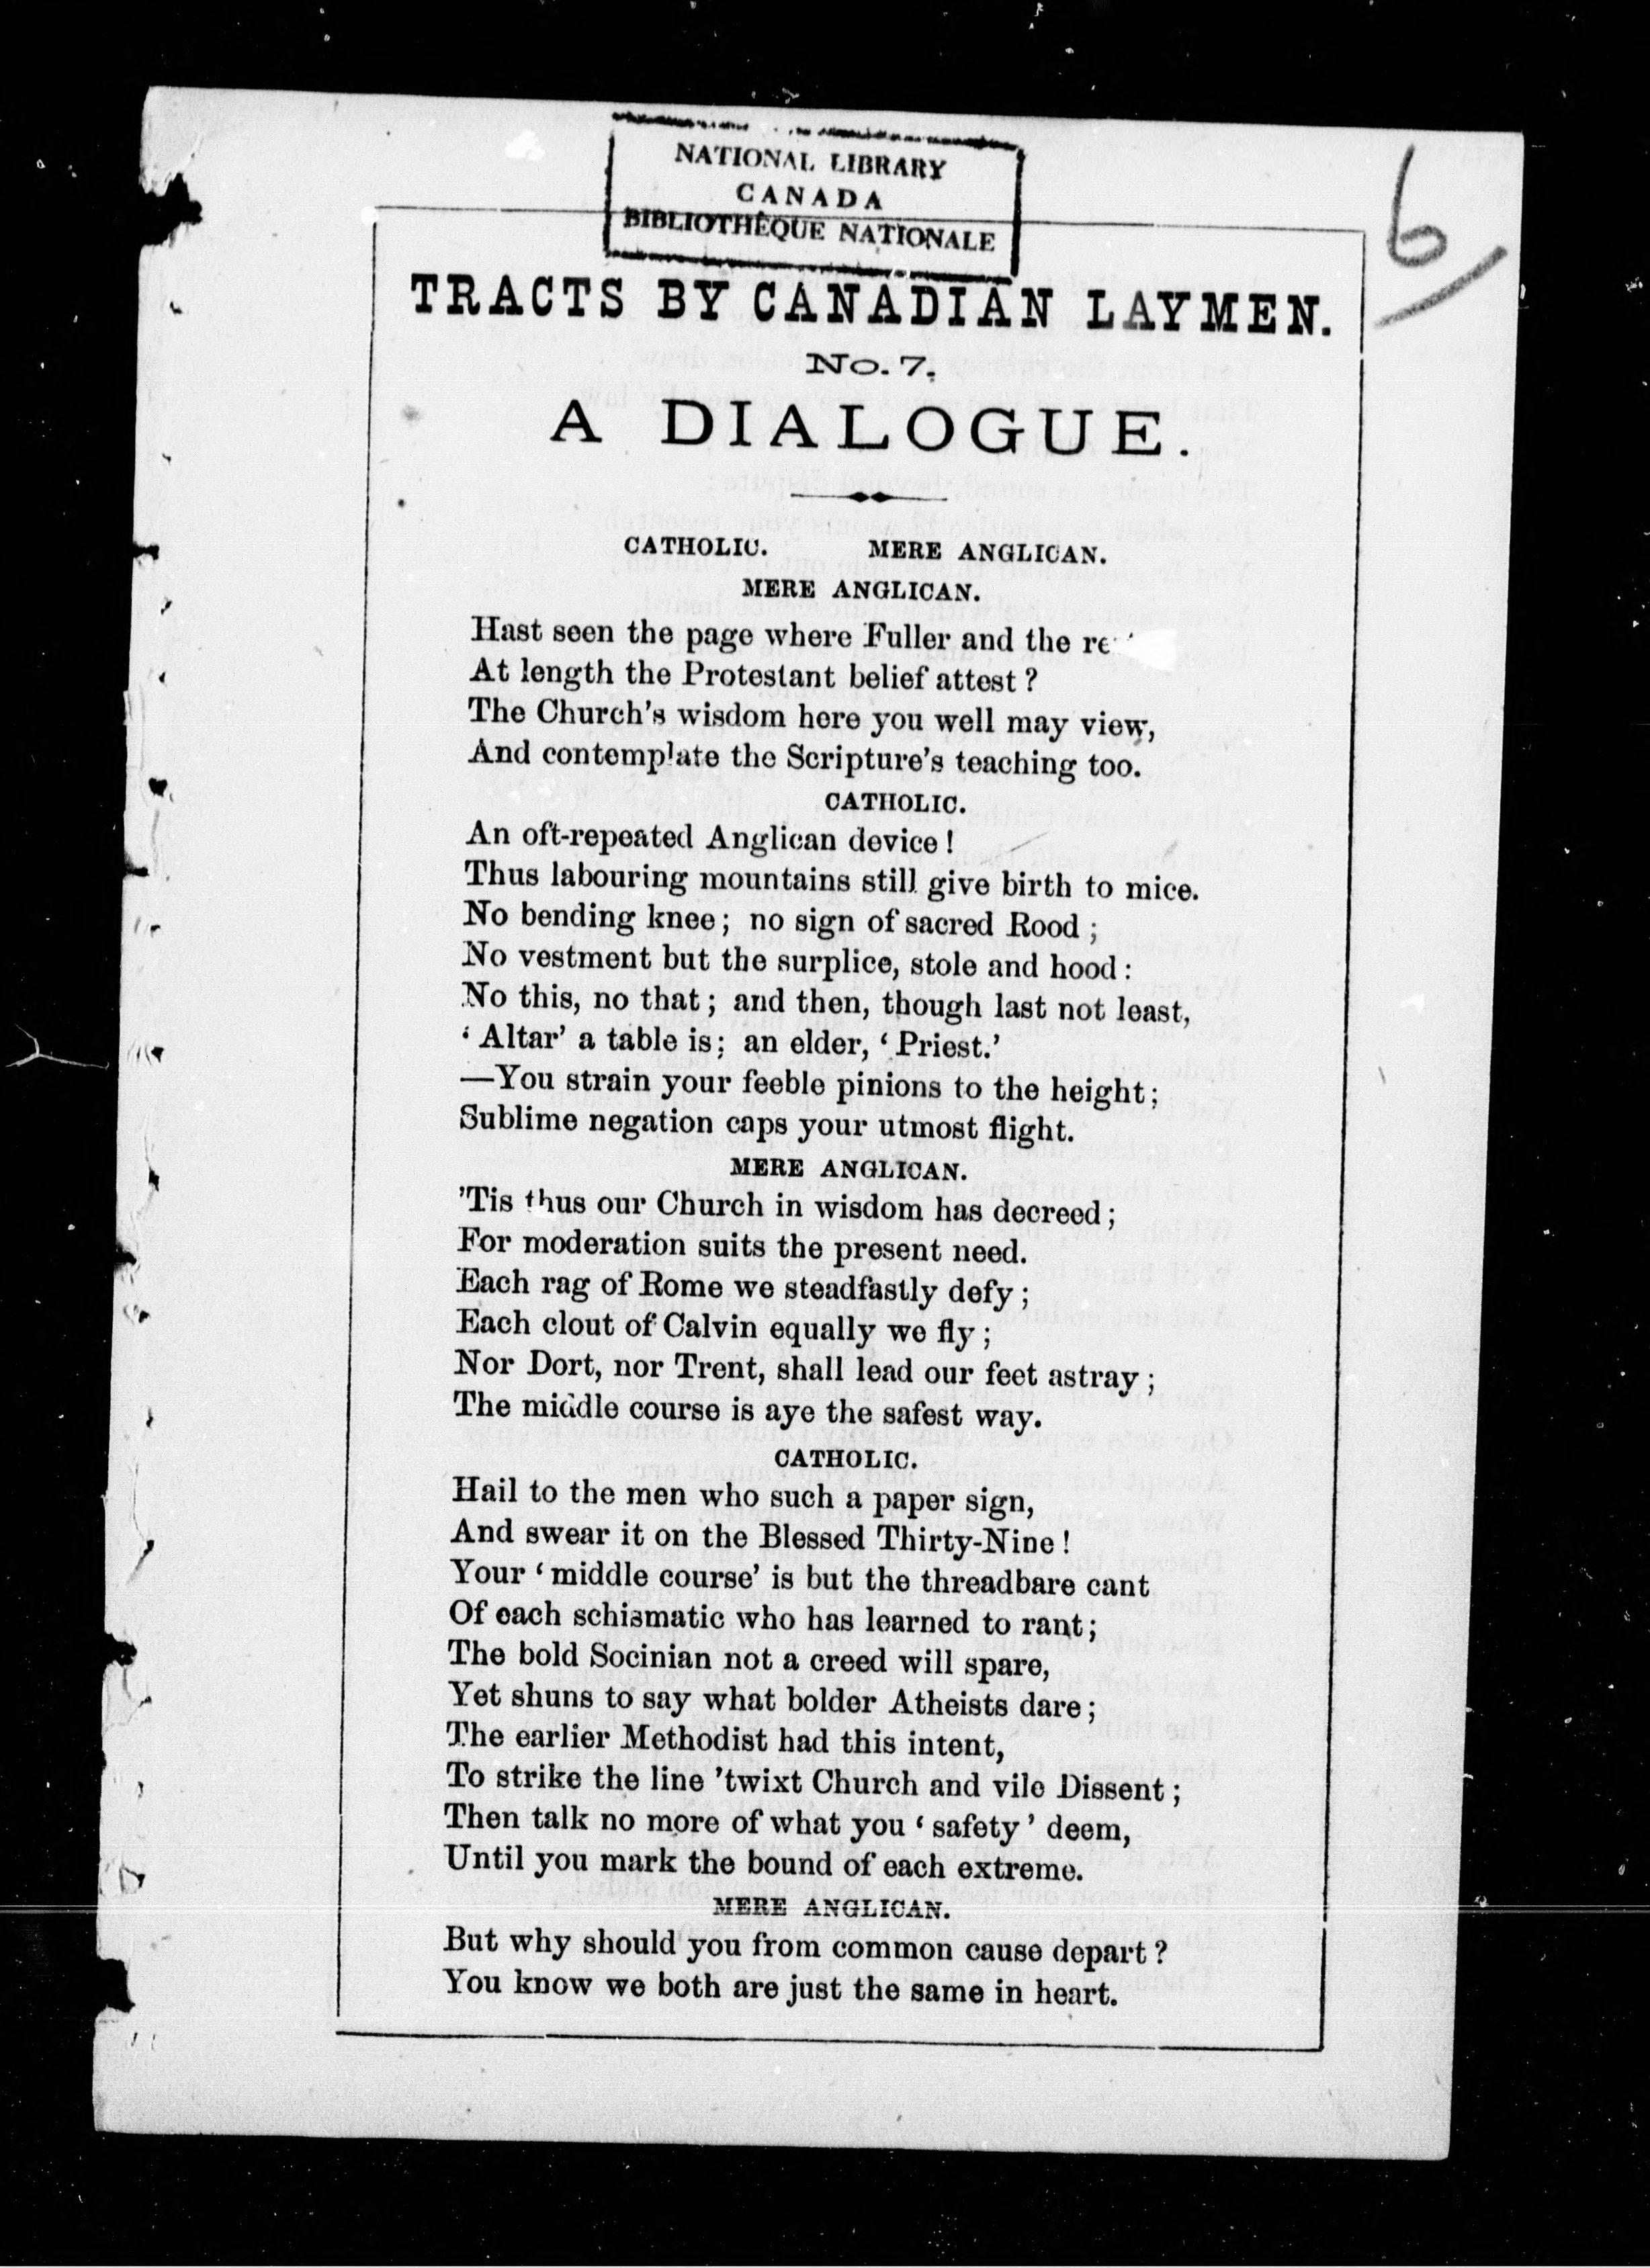 NATIONAL LIBRARY
CANADA
BIBLIOTHÈQUE NATIONALE
6
TRACTS BY CANADIAN LAYMEN.
No. 7.
A DIALOGUE.
CATHOLIC. MERE ANGLICAN.
MERE ANGLICAN.
Hast seen the page where Fuller and the
At length the Protestant belief attest?
The Church's wisdom here you well may view,
And contemplate the Scripture's teaching too.
CATHOLIC.
An oft-repeated Anglican device!
Thus labouring mountains still give birth to mice.
No bending knee; no sign of sacred Rood;
No vestment but the surplice, stole and hood:
No this, no that; and then, though last not least,
'Altar' a table is; an elder, 'Priest.'
—You strain your feeble pinions to the height;
Sublime negation caps your utmost flight.
MERE ANGLICAN.
'Tis thus our Church in wisdom has decreed;
For moderation suits the present need.
Each rag of Rome we steadfastly defy;
Each clout of Calvin equally we fly;
Nor Dort, nor Trent, shall lead our feet astray;
The middle course is aye the safest way.
CATHOLIC.
Hail to the men who such a paper sign,
And swear it on the Blessed Thirty-Nine!
Your 'middle course' is but the threadbare cant
Of each schismatic who has learned to rant;
The bold Socinian not a creed will spare,
Yet shuns to say what bolder Atheists dare;
The earlier Methodist had this intent,
To strike the line 'twixt Church and vile Dissent;
Then talk no more of what you 'safety' deem,
Until you mark the bound of each extreme.
MERE ANGLICAN.
But why should you from common cause depart?
You know we both are just the same in heart.